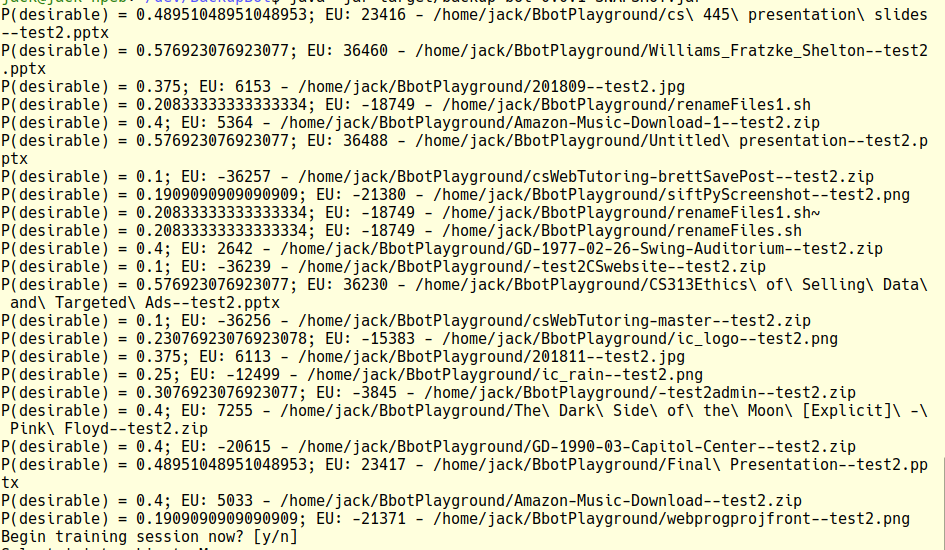 P(desirable) = 0.48951048951048953; EU: 23416 - /home/jack/BbotPlayground/cs\ 445\ presentation\ slides
--test2.pptx
P(desirable) = 0.576923076923077; EU: 36460 - /home/jack/BbotPlayground/Williams_Fratzke_Shelton--test2
.pptx
P(desirable) = 0.375; EU: 6153 - /home/jack/BbotPlayground/201809--test2.jpg
P(desirable) = 0.20833333333333334; EU: -18749 - /home/jack/BbotPlayground/renameFiles1.sh
P(desirable) = 0.4; EU: 5364 - /home/jack/BbotPlayground/Amazon-Music-Download-1--test2.zip
P(desirable) = 0.576923076923077; EU: 36488 - /home/jack/BbotPlayground/Untitled\ presentation--test2.p
ptx
P(desirable) = 0.1; EU: -36257 - /home/jack/BbotPlayground/csWebTutoring-brettSavePost--test2.zip
P(desirable) = 0.1909090909090909; EU: -21380 - /home/jack/BbotPlayground/siftPyScreenshot--test2.png
P(desirable) = 0.20833333333333334; EU: -18749 - /home/jack/BbotPlayground/renameFiles1.sh~
P(desirable) = 0.20833333333333334; EU: -18749 - /home/jack/BbotPlayground/renameFiles.sh
P(desirable) = 0.4; EU: 2642 - /home/jack/BbotPlayground/GD-1977-02-26-Swing-Auditorium--test2.zip
P(desirable) = 0.1; EU: -36239 - /home/jack/BbotPlayground/-test2CSwebsite--test2.zip
P(desirable) = 0.576923076923077; EU: 36230 - /home/jack/BbotPlayground/CS313Ethics\ of\ Selling\ Data\
 and\ Targeted\ Ads--test2.pptx
P(desirable) = 0.1; EU: -36256 - /home/jack/BbotPlayground/csWebTutoring-master--test2.zip
P(desirable) = 0.23076923076923078; EU: -15383 - /home/jack/BbotPlayground/ic_logo--test2.png
P(desirable) = 0.375; EU: 6113 - /home/jack/BbotPlayground/201811--test2.jpg
P(desirable) = 0.25; EU: -12499 - /home/jack/BbotPlayground/ic_rain--test2.png
P(desirable) = 0.3076923076923077; EU: -3845 - /home/jack/BbotPlayground/-test2admin--test2.zip
P(desirable) = 0.4; EU: 7255 - /home/jack/BbotPlayground/The\ Dark\ Side\ of\ the\ Moon\ [Explicit]\ -\
 Pink\ Floyd--test2.zip
P(desirable) = 0.4; EU: -20615 - /home/jack/BbotPlayground/GD-1990-03-Capitol-Center--test2.zip
P(desirable) = 0.48951048951048953; EU: 23417 - /home/jack/BbotPlayground/Final\ Presentation--test2.pp
tx
P(desirable) = 0.4; EU: 5033 - /home/jack/BbotPlayground/Amazon-Music-Download--test2.zip
P(desirable) = 0.1909090909090909; EU: -21371 - /home/jack/BbotPlayground/webprogprojfront--test2.png
Begin training session now? [y/n]